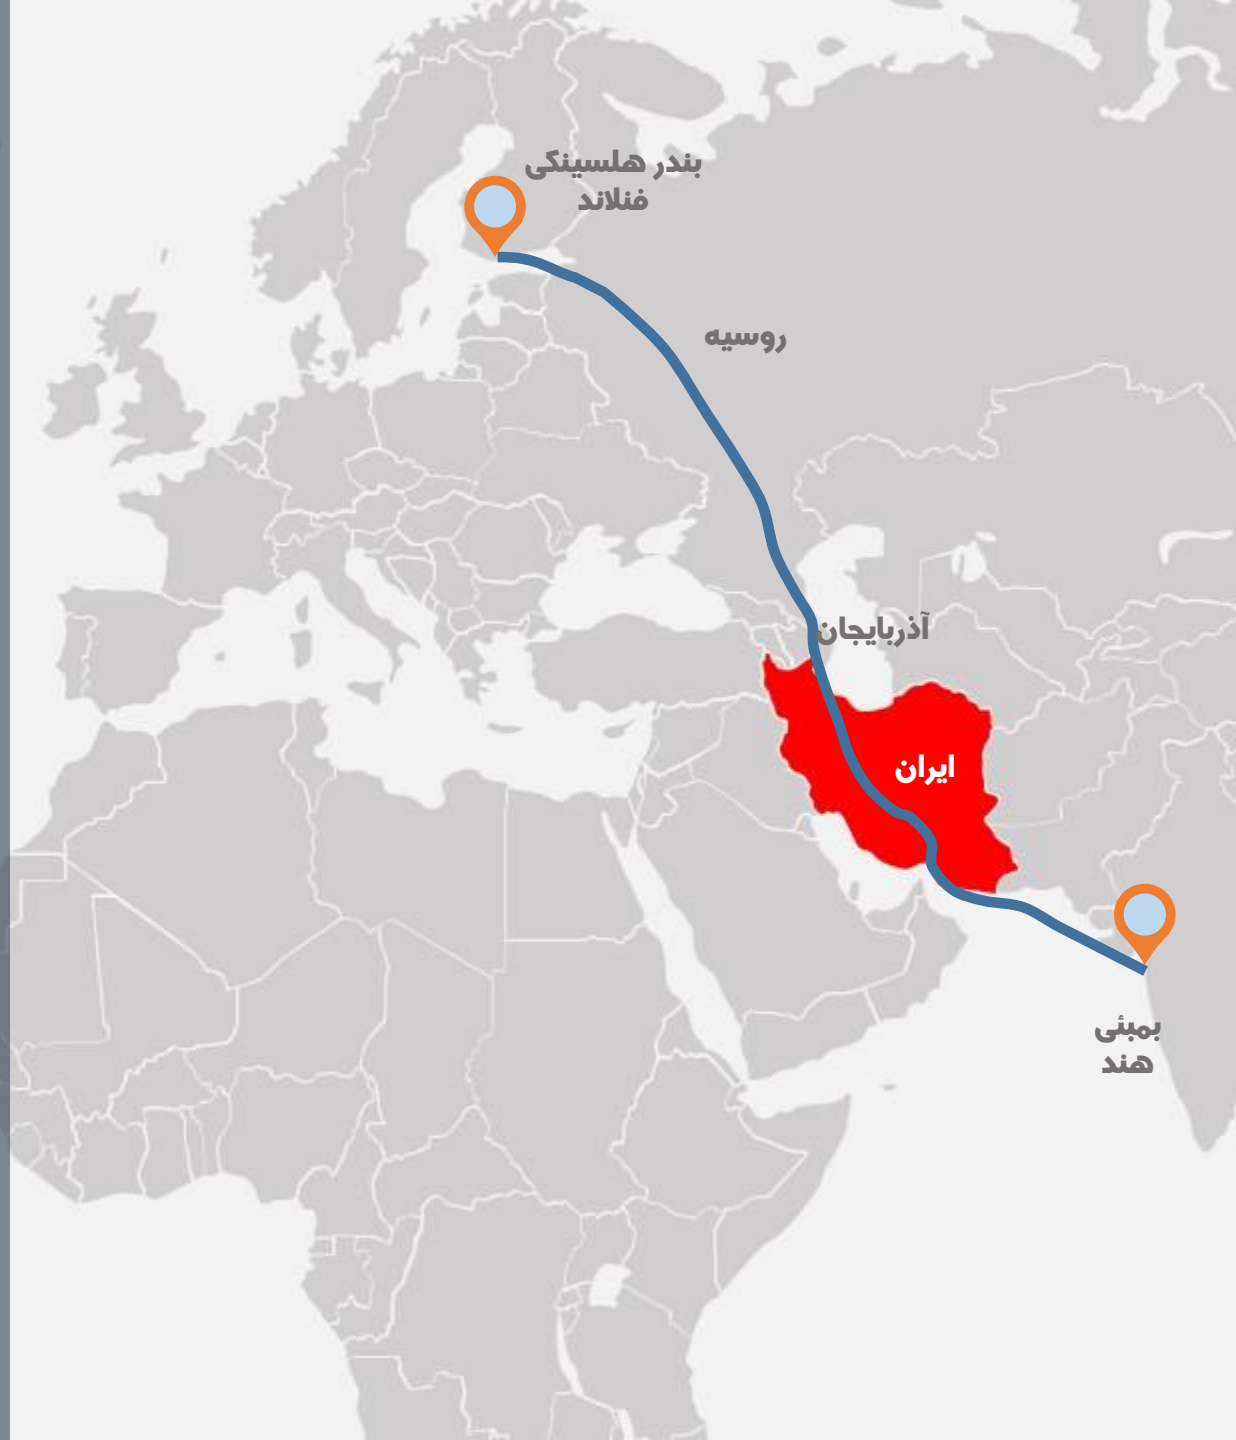 بندر هلسینکی
فنلاند
روسیه
آذربایجان
ایران
بمبئی
هند